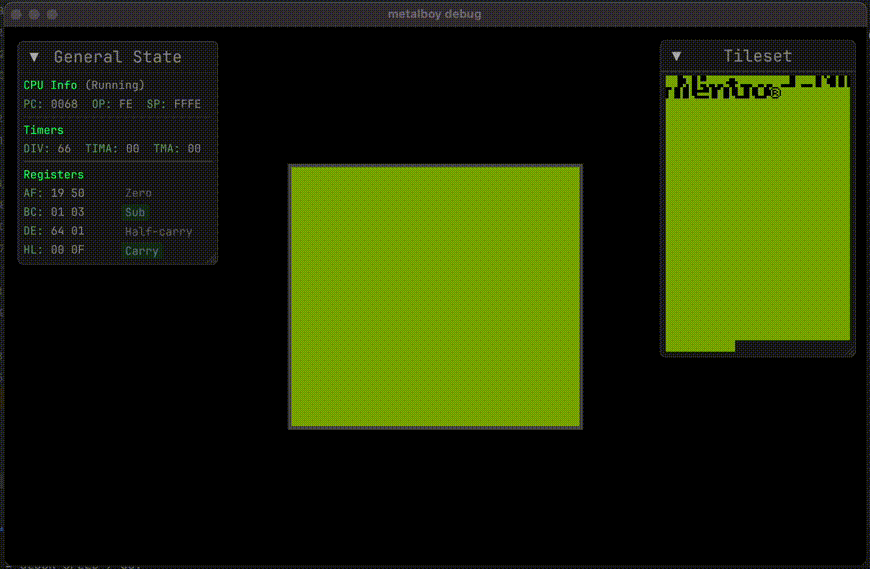 metalboy debug
▼ General State
CPU Info (Running)
PC: 0068 OP: FE SP: FFFE
Timers
DIV: 66 TIMA: 00 TMA: 00
Registers
AF: 19 50 Zero
BC: 01 03 Sub
DE: 64 01 Half-carry
HL: 00 0F Carry
▼ Tileset